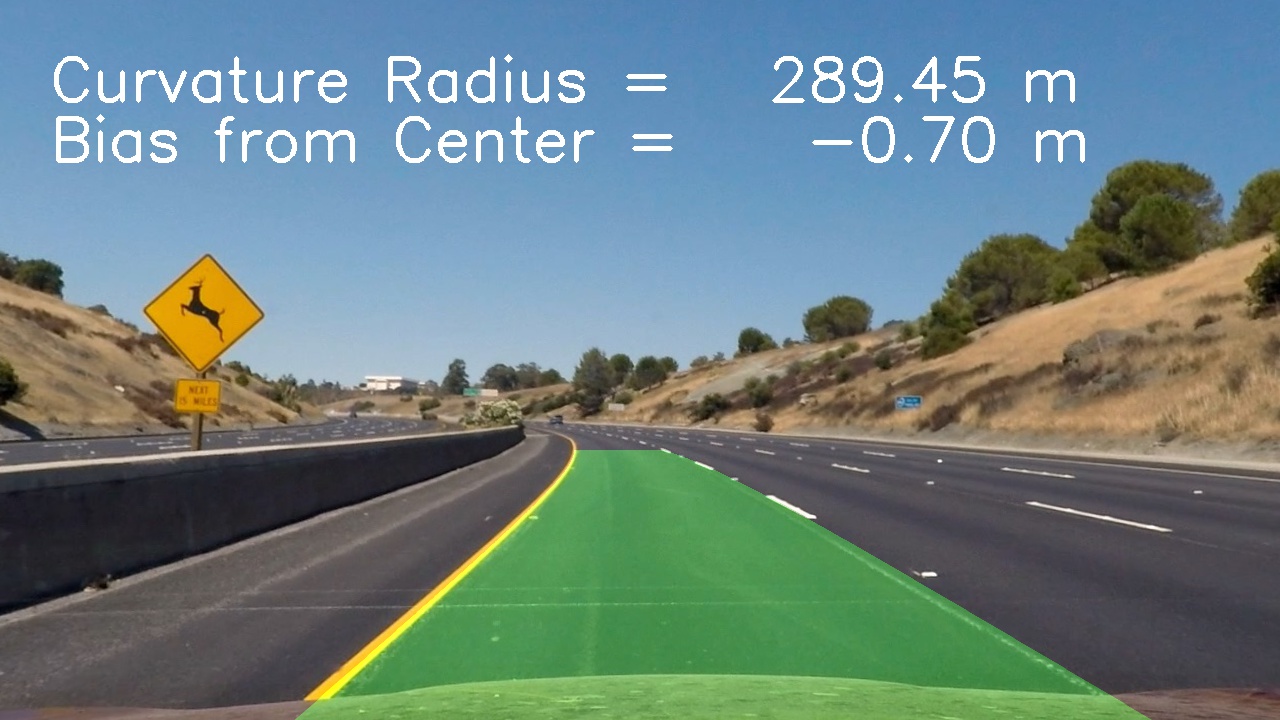 Curvature Radius = 289.45 m
Bias from Center = -0.70 m
NEXT
15 MILES